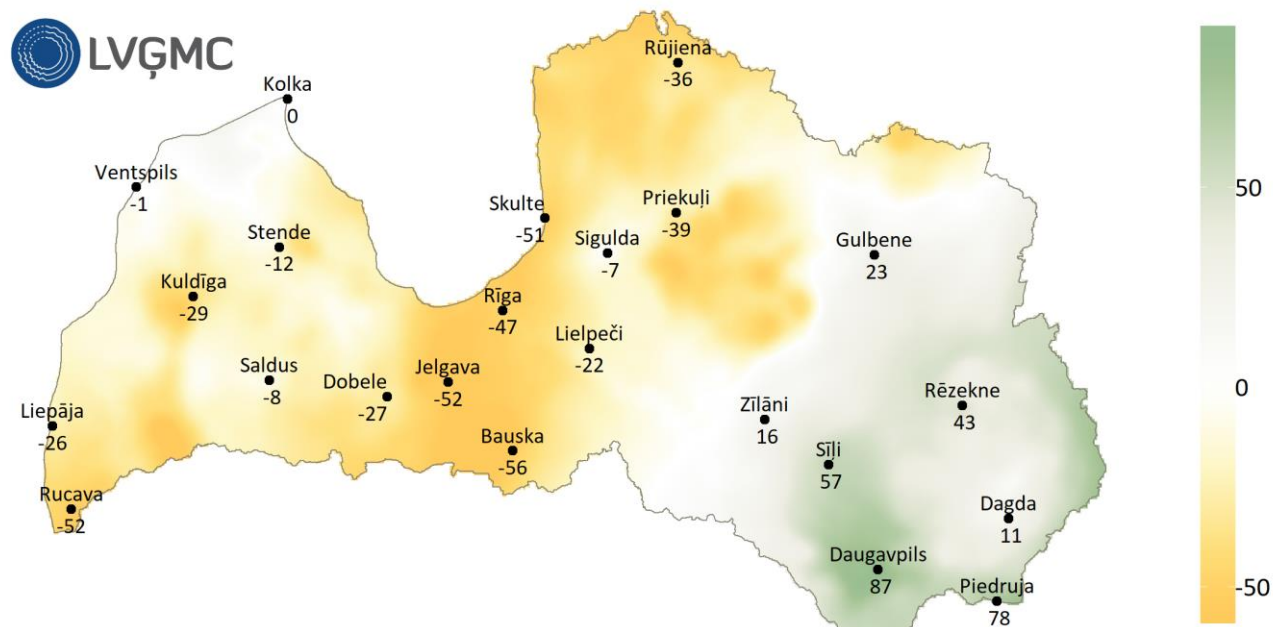 LVĢMC
Rūjiena
-36
Kolka
0
50
Ventspils
-1
Skulte
-51
Priekuļi
-39
Stende
-12
Sigulda
-7
Gulbene
23
Kuldīga
-29
Rīga
-47
Lielpeči
-22
Saldus
-8
Dobele
-27
Jelgava
-52
0
Rēzekne
43
Liepāja
-26
Zīlāni
16
Bauska
-56
Sīļi
57
Rucava
-52
Dagda
11
Daugavpils
87
Piedruja
78
-50